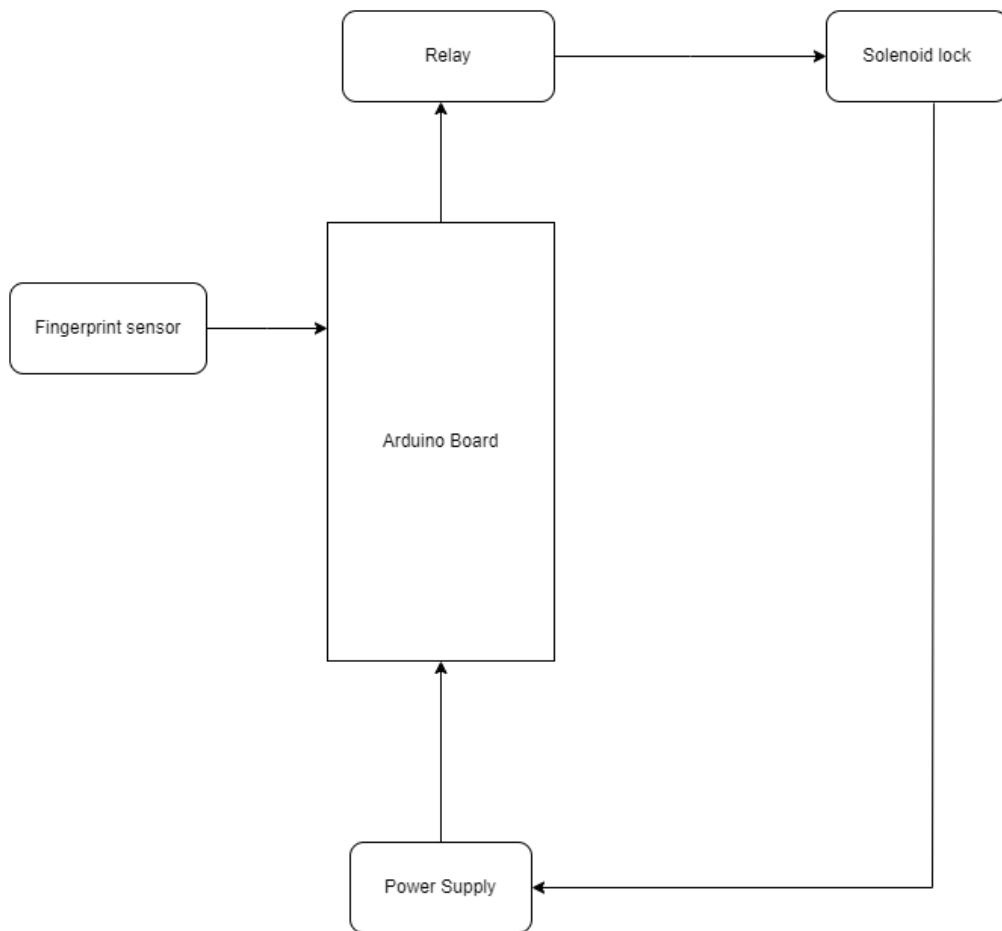 Relay
Solenoid lock
Fingerprint sensor
Arduino Board
Power Supply